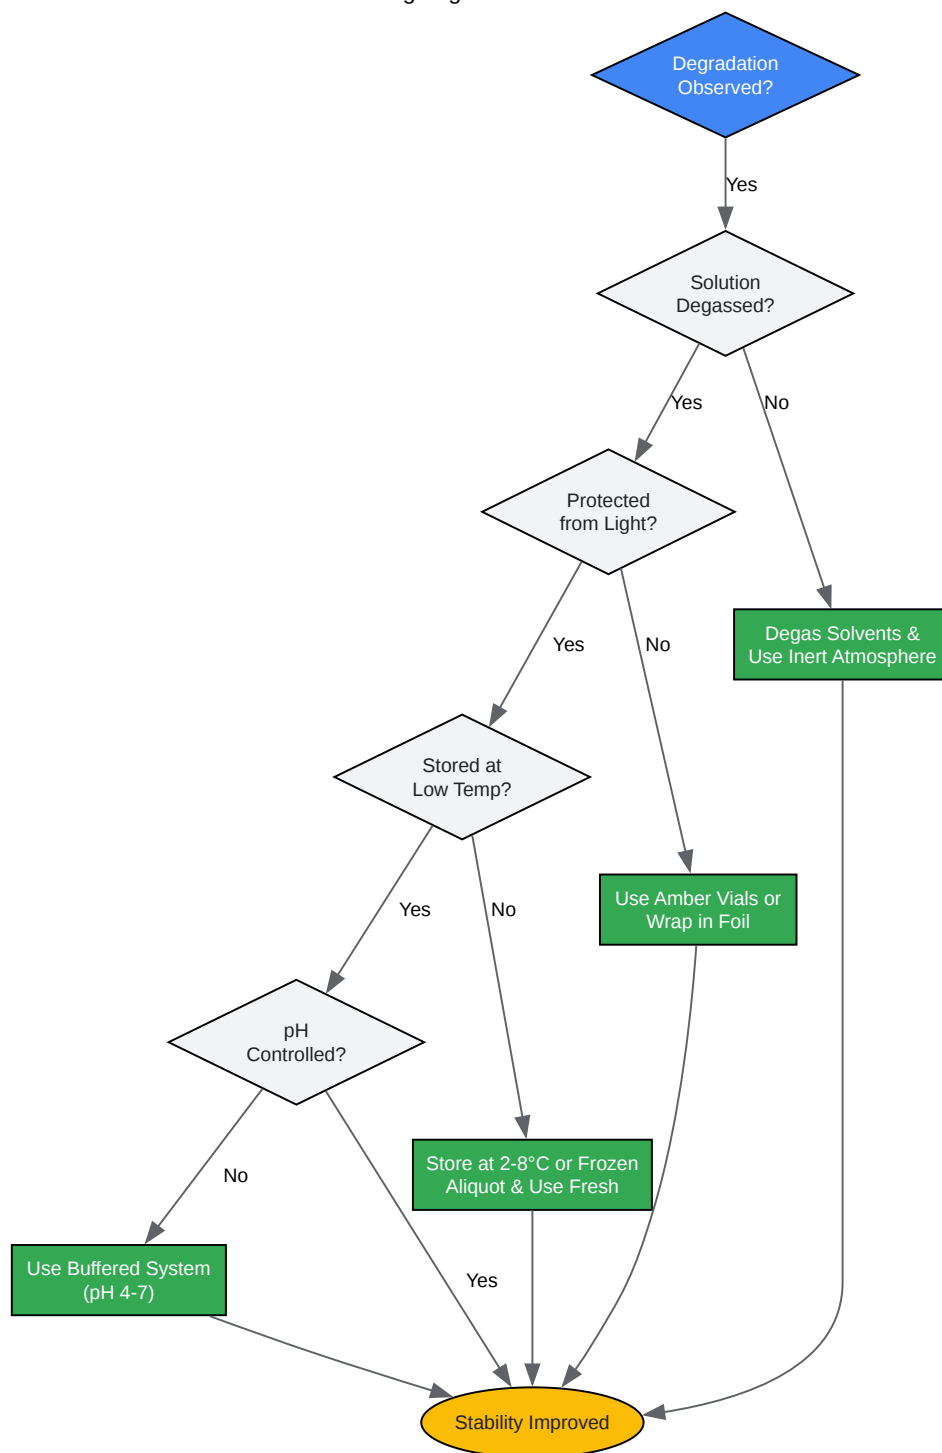 Degradation
Observed?
Yes
Solution
Degassed?
Yes
No
Protected
from Light?
Yes
No
Degas Solvents &
Use Inert Atmosphere
Stored at
Low Temp?
Yes
No
Use Amber Vials or
Wrap in Foil
pH
Controlled?
No
Yes
Store at 2-8°C or Frozen
Aliquot & Use Fresh
Use Buffered System
(pH 4-7)
Stability Improved